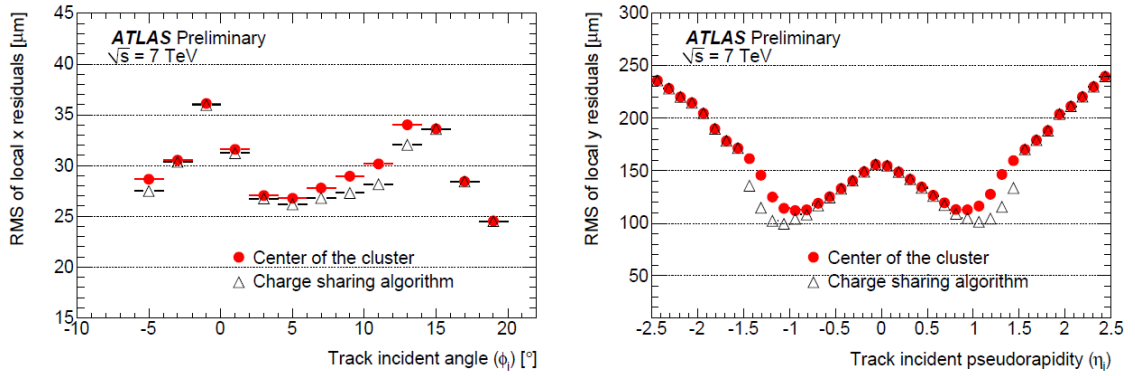 RMS of local x residuals [μm]
45
40
35
30
25
20
15
ATLAS Preliminary
√s = 7 TeV
Center of the cluster
Charge sharing algorithm
-10 -5 0 5 10 15 20
Track incident angle (φi) [°]
RMS of local y residuals [μm]
300
250
200
150
100
50
ATLAS Preliminary
√s = 7 TeV
Center of the cluster
Charge sharing algorithm
-2.5 -2 -1.5 -1 -0.5 0 0.5 1 1.5 2 2.5
Track incident pseudorapidity (ηi)